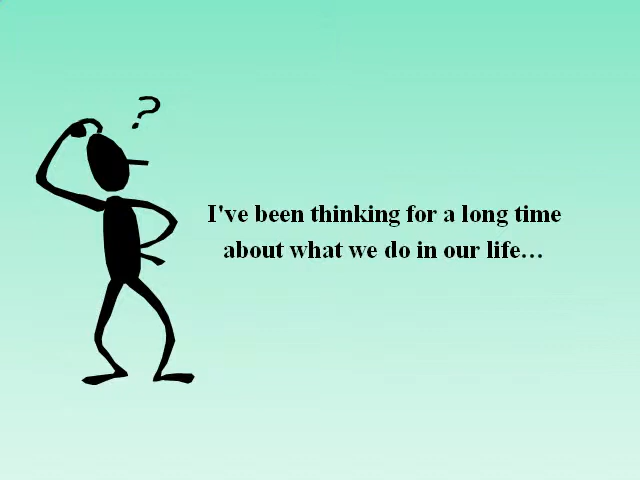 ?
I've been thinking for a long time
about what we do in our life…